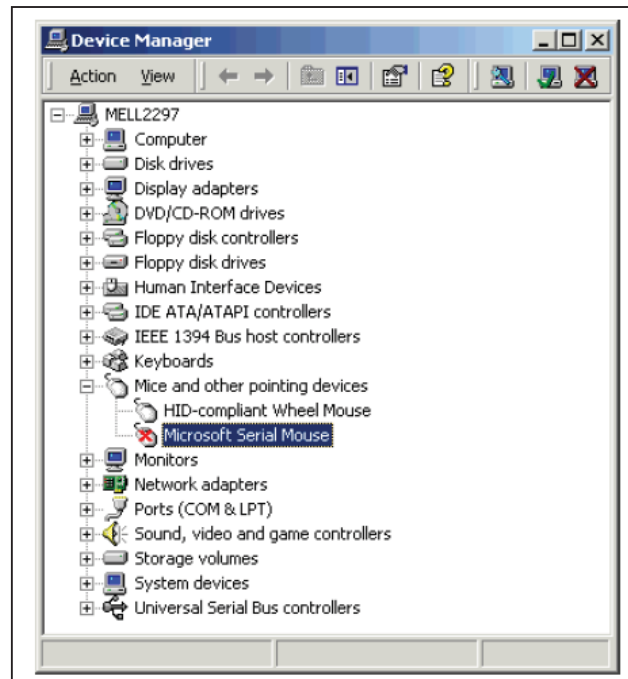 Device Manager
Action View
MELL2297
Computer
Disk drives
Display adapters
DVD/CD-ROM drives
Floppy disk controllers
Floppy disk drives
Human Interface Devices
IDE ATA/ATAPI controllers
IEEE 1394 Bus host controllers
Keyboards
Mice and other pointing devices
HID-compliant Wheel Mouse
Microsoft Serial Mouse
Monitors
Network adapters
Ports (COM & LPT)
Sound, video and game controllers
Storage volumes
System devices
Universal Serial Bus controllers